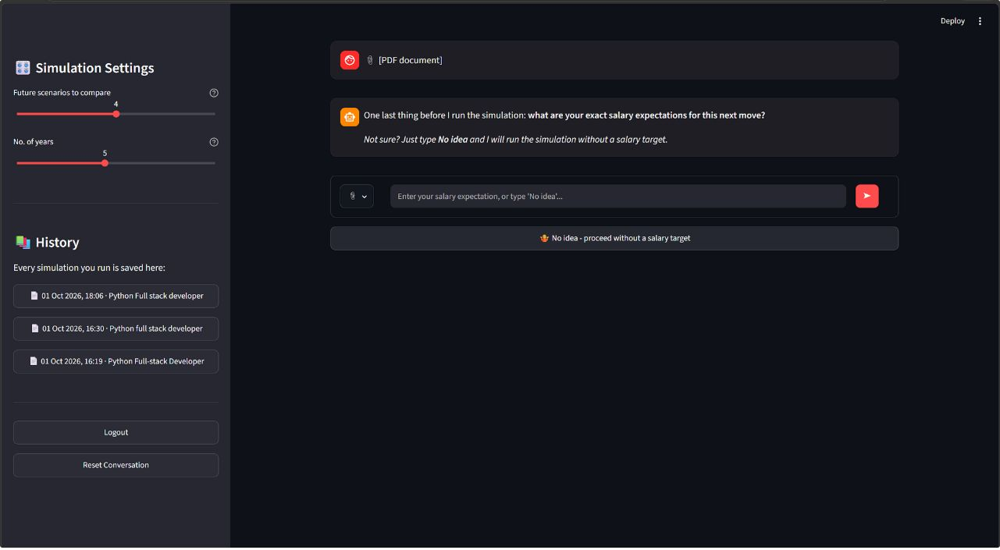 Deploy
Simulation Settings
Future scenarios to compare
4
No. of years
5
History
Every simulation you run is saved here:
01 Oct 2026, 18:06 · Python Full stack developer
01 Oct 2026, 16:30 · Python full stack developer
01 Oct 2026, 16:19 · Python Full-stack Developer
Logout
Reset Conversation
[PDF document]
One last thing before I run the simulation: what are your exact salary expectations for this next move?
Not sure? Just type No idea and I will run the simulation without a salary target.
Enter your salary expectation, or type 'No idea'...
No idea - proceed without a salary target